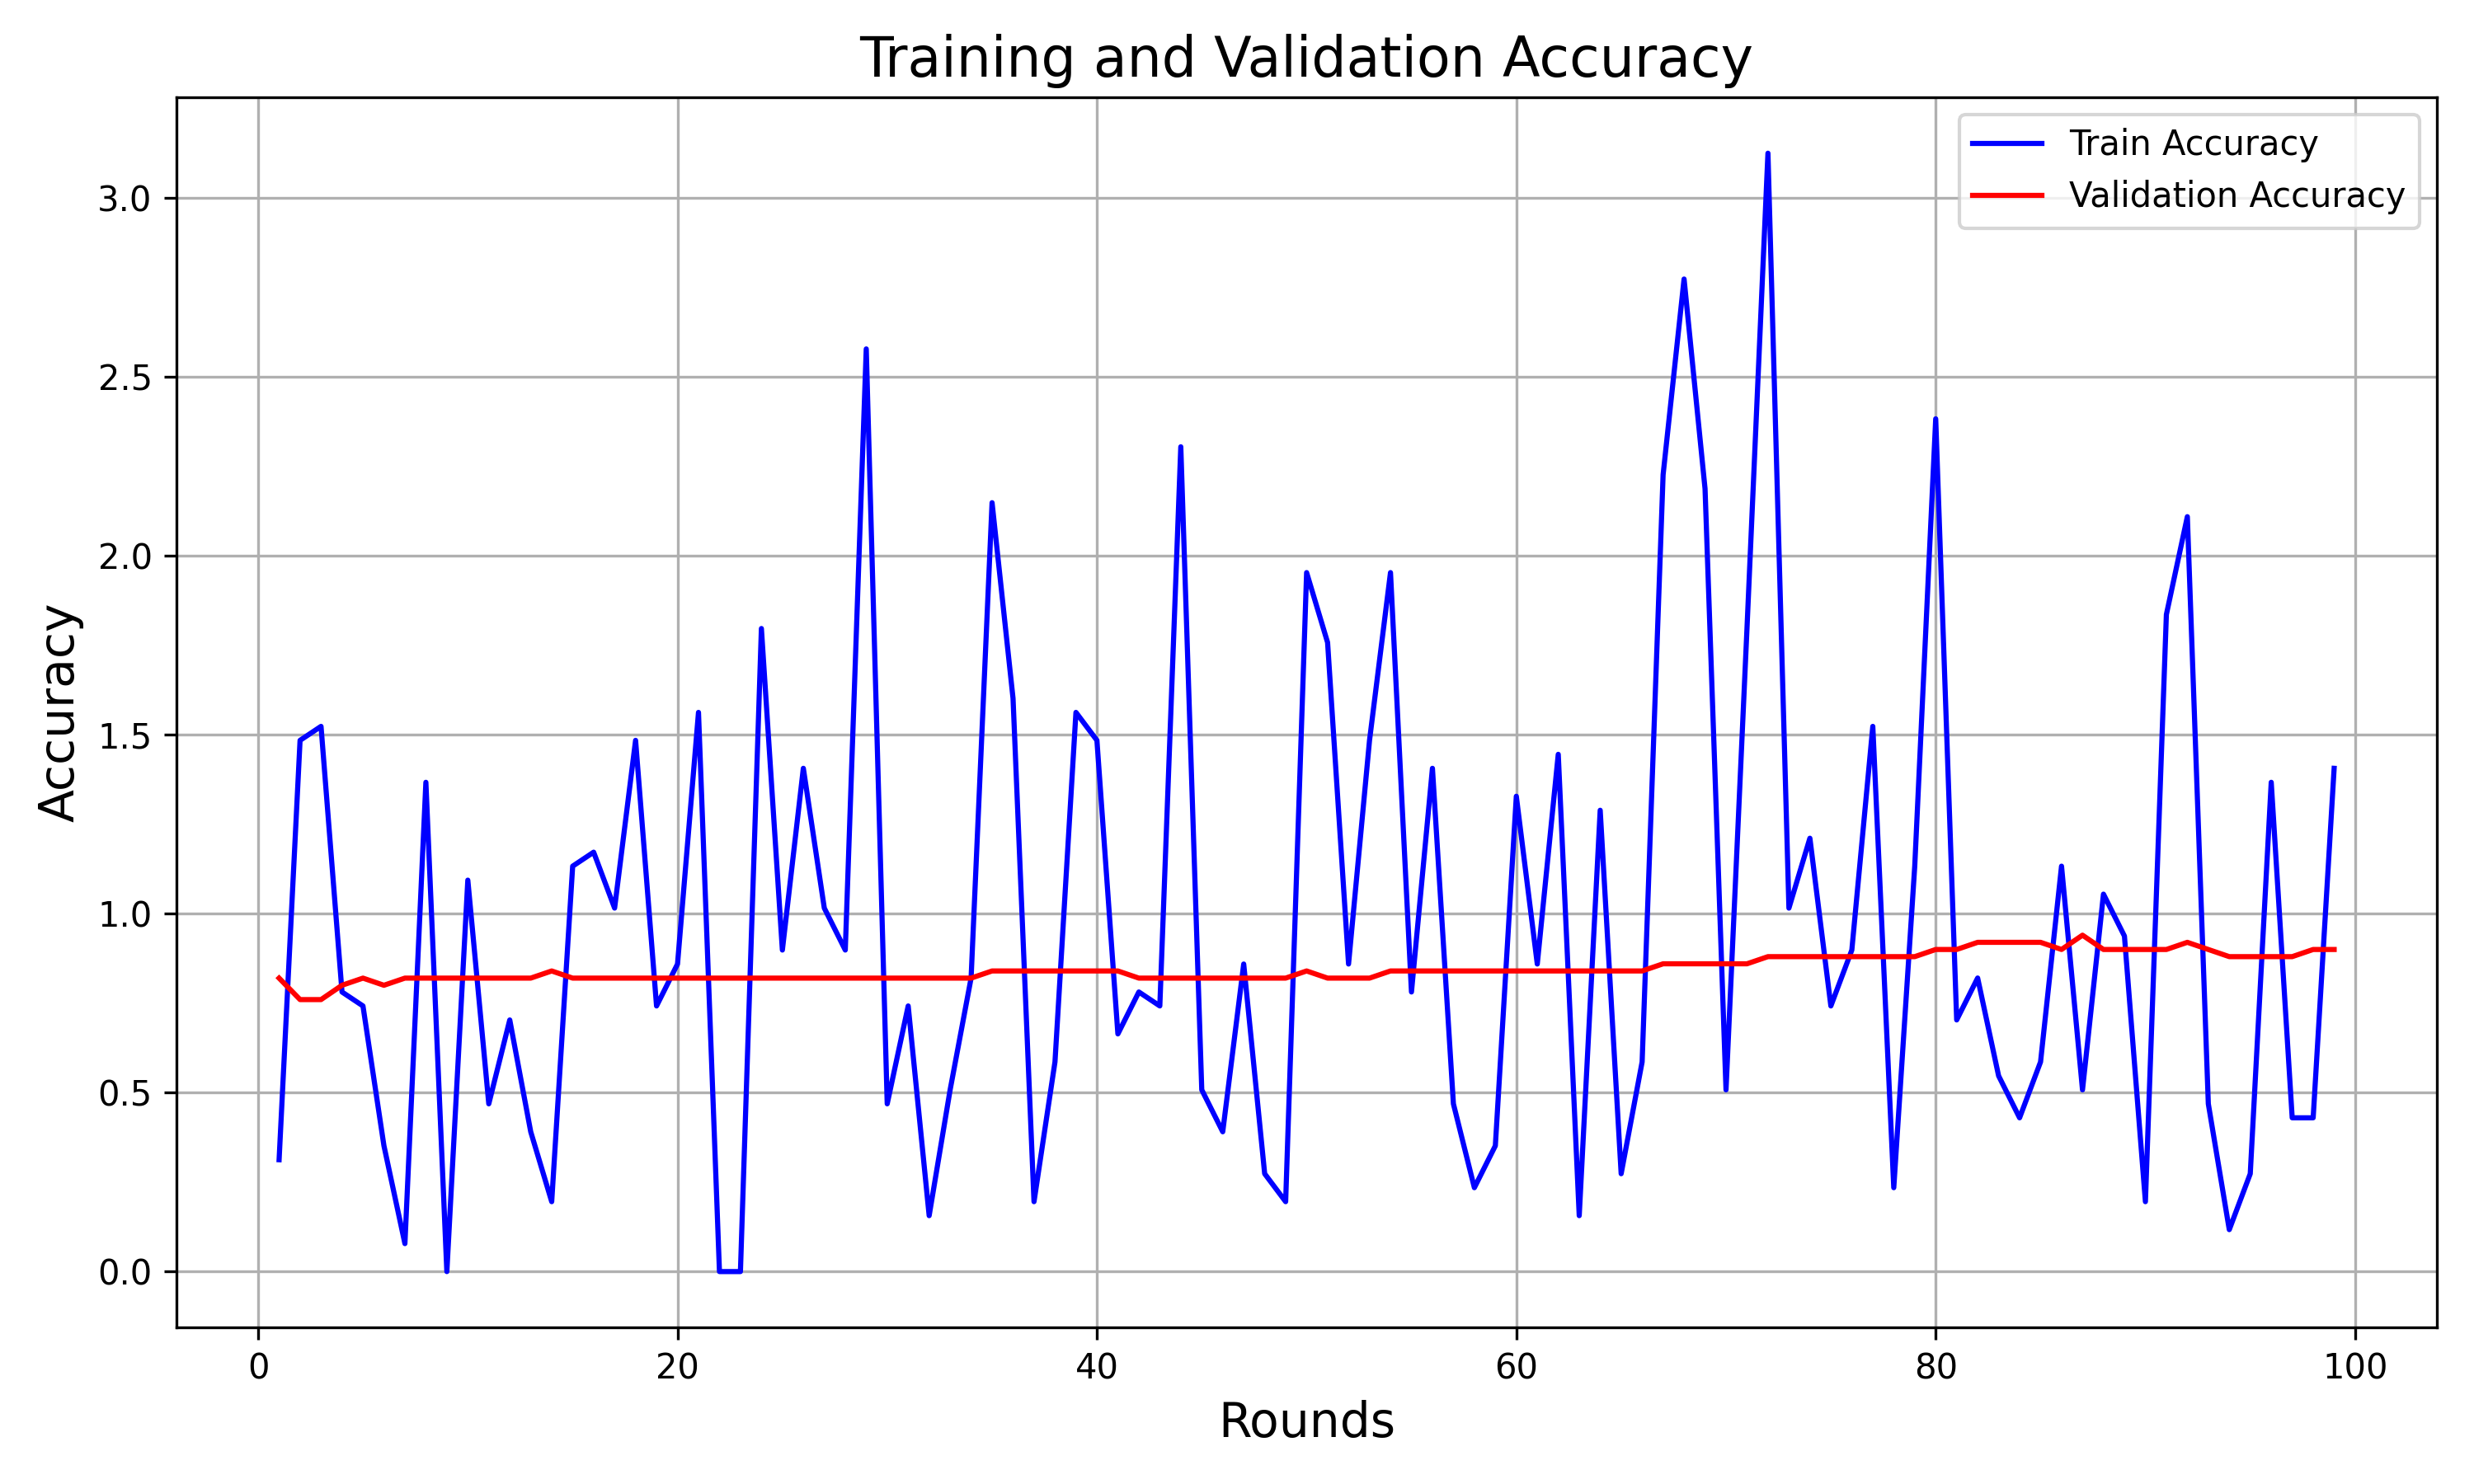 Training and Validation Accuracy
Train Accuracy
Validation Accuracy
3.0
2.5
2.0
1.5
1.0
0.5
0.0
Accuracy
0 20 40 60 80 100
Rounds